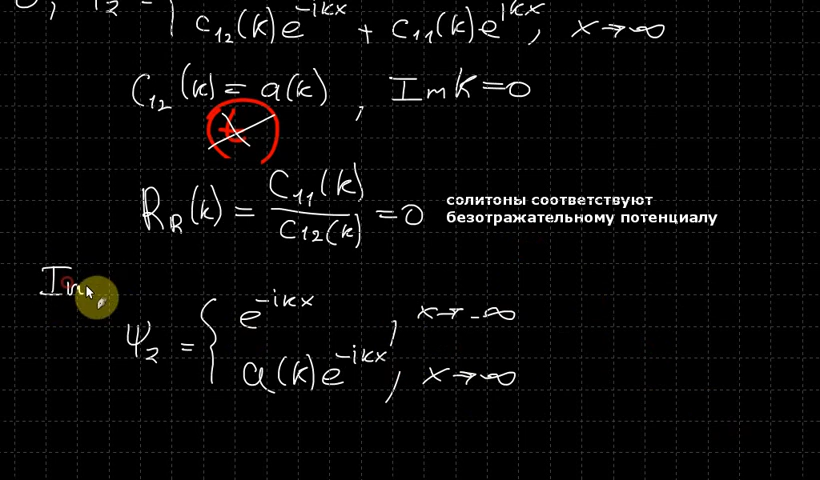 C₁₂(k)e^{-ikx} + C₁₁(k)e^{ikx}, x→∞
C₁₂(k) = a(k), Im k = 0
R_R(k) = C₁₁(k)/C₁₂(k) = 0
солитоны соответствуют
безотражательному потенциалу
Im
ψ₂ = { e^{-ikx}, x→-∞
a(k)e^{-ikx}, x→∞